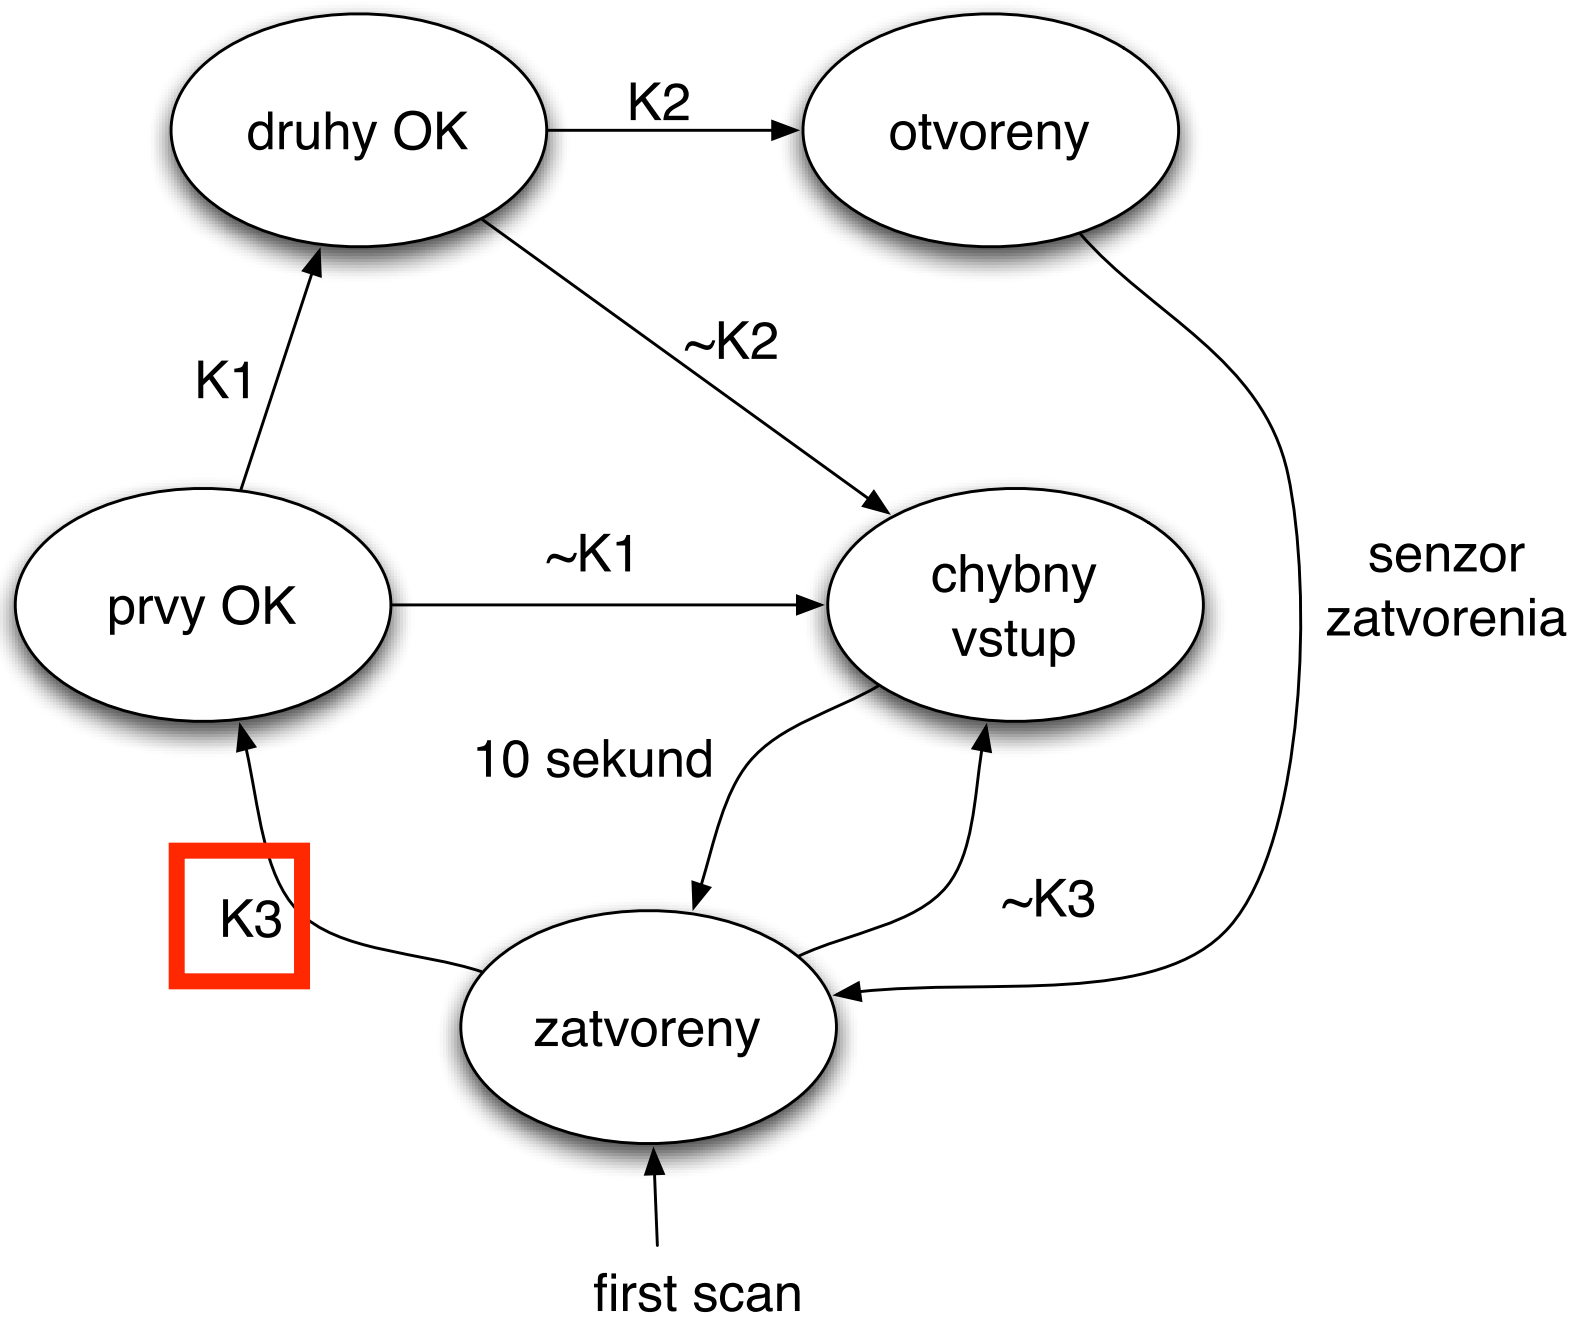 druhy OK
K2
otvoreny
K1
~K2
prvy OK
~K1
chybny
vstup
senzor
zatvorenia
10 sekund
K3
~K3
zatvoreny
first scan